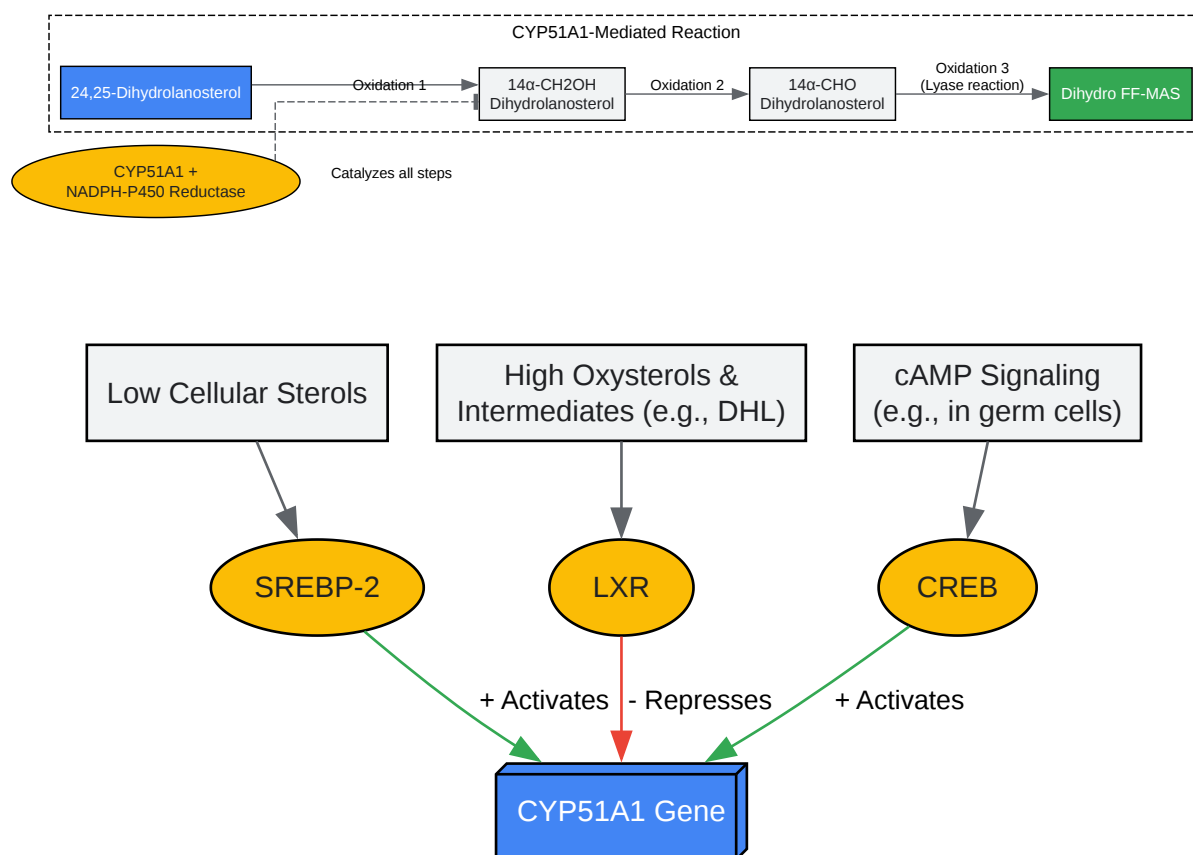 CYP51A1-Mediated Reaction
24,25-Dihydrolanosterol
Oxidation 1
14α-CH2OH
Dihydrolanosterol
Oxidation 2
14α-CHO
Dihydrolanosterol
Oxidation 3
(Lyase reaction)
Dihydro FF-MAS
CYP51A1 +
NADPH-P450 Reductase
Catalyzes all steps
Low Cellular Sterols
High Oxysterols &
Intermediates (e.g., DHL)
cAMP Signaling
(e.g., in germ cells)
SREBP-2
LXR
CREB
+ Activates
- Represses
+ Activates
CYP51A1 Gene